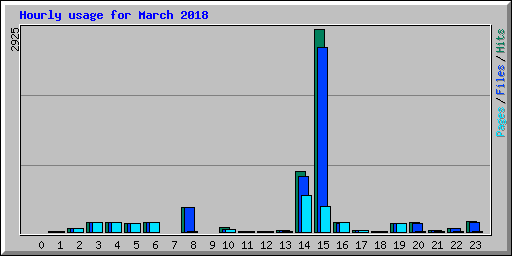 Hourly usage for March 2018
2925
Pages/Files/Hits
0 1 2 3 4 5 6 7 8 9 10 11 12 13 14 15 16 17 18 19 20 21 22 23